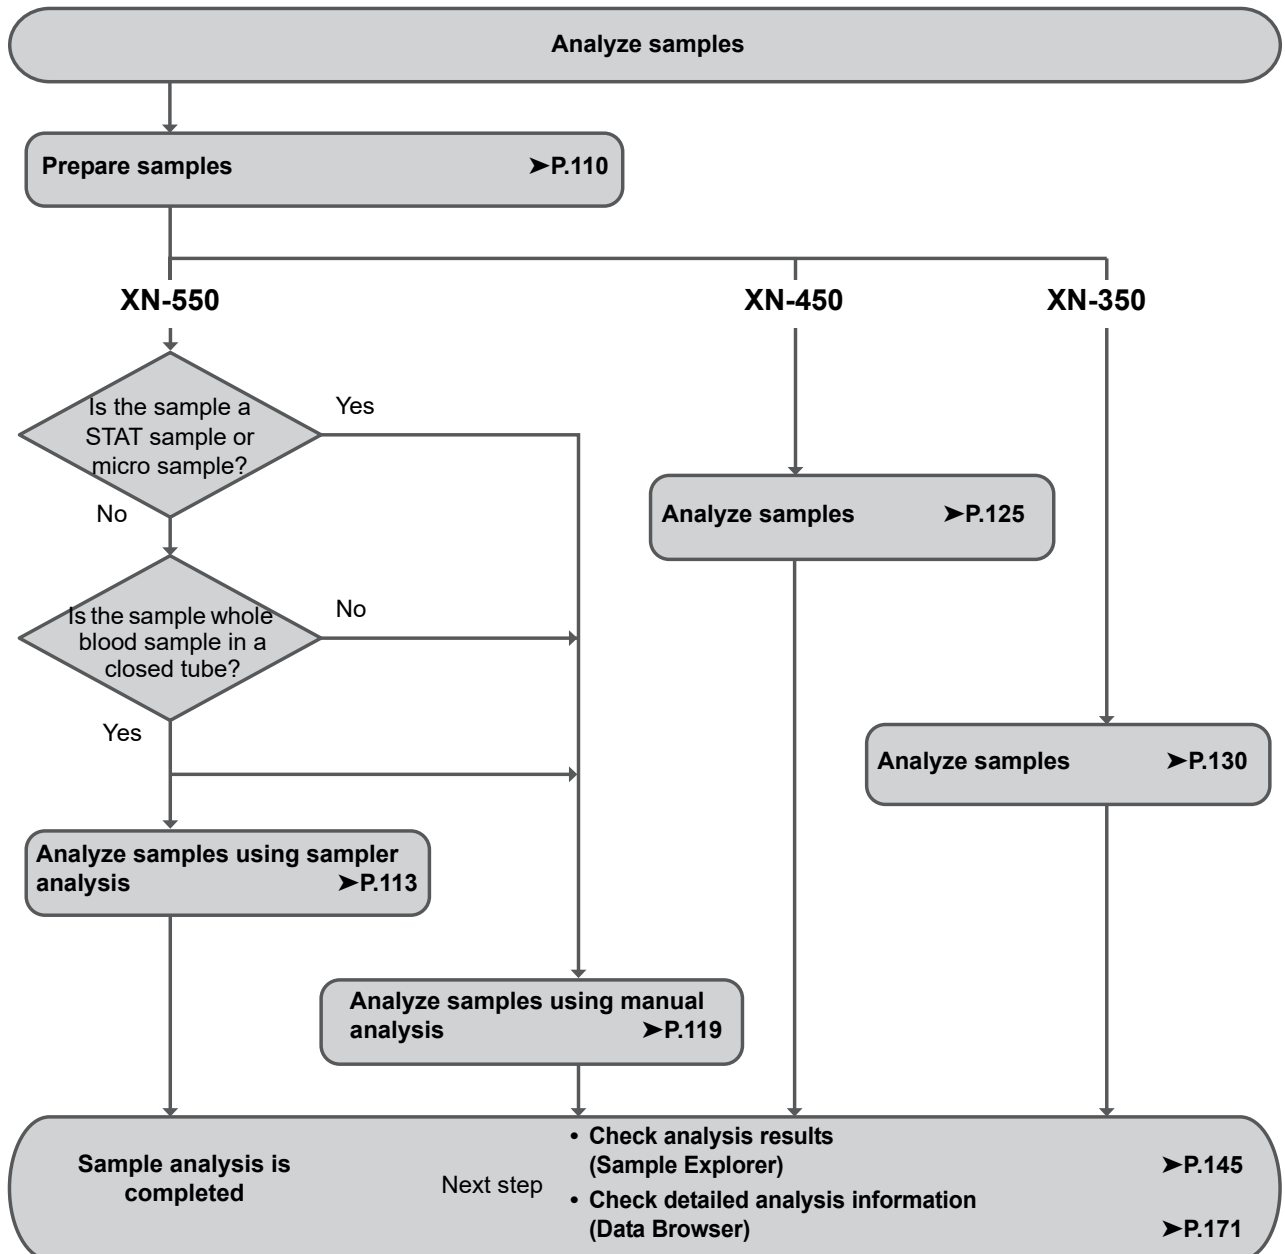 Analyze samples
Prepare samples ➤P.110
XN-550 XN-450 XN-350
Is the sample a
STAT sample or
micro sample?
Yes
No
Analyze samples ➤P.125
Is the sample whole
blood sample in a
closed tube?
No
Yes
Analyze samples ➤P.130
Analyze samples using sampler
analysis ➤P.113
Analyze samples using manual
analysis ➤P.119
Sample analysis is
completed
Next step
• Check analysis results
(Sample Explorer) ➤P.145
• Check detailed analysis information
(Data Browser) ➤P.171